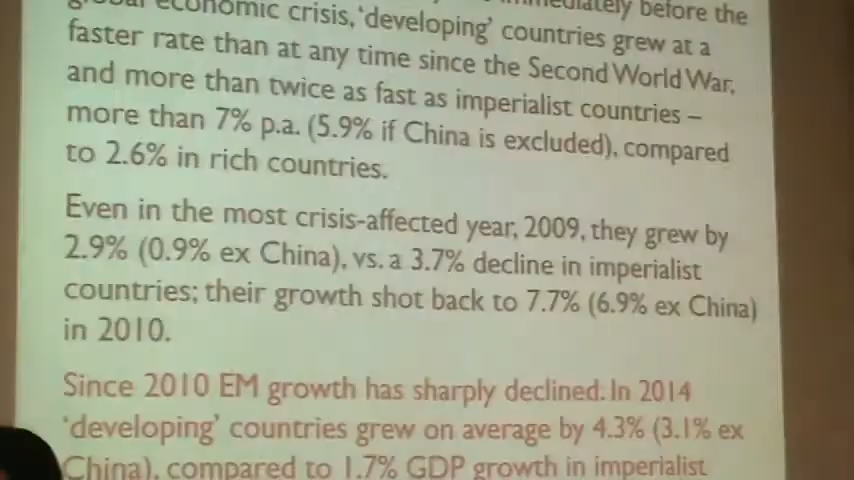 economic crisis, 'developing' countries grew at a
faster rate than at any time since the Second World War,
and more than twice as fast as imperialist countries –
more than 7% p.a. (5.9% if China is excluded), compared
to 2.6% in rich countries.
Even in the most crisis-affected year, 2009, they grew by
2.9% (0.9% ex China), vs. a 3.7% decline in imperialist
countries; their growth shot back to 7.7% (6.9% ex China)
in 2010.
Since 2010 EM growth has sharply declined: In 2014
'developing' countries grew on average by 4.3% (3.1% ex
China), compared to 1.7% GDP growth in imperialist